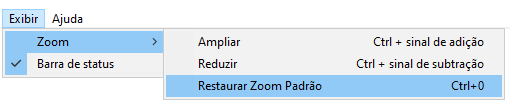 Exibir Ajuda
Zoom > Ampliar Ctrl + sinal de adição
✓ Barra de status Reduzir Ctrl + sinal de subtração
Restaurar Zoom Padrão Ctrl+0